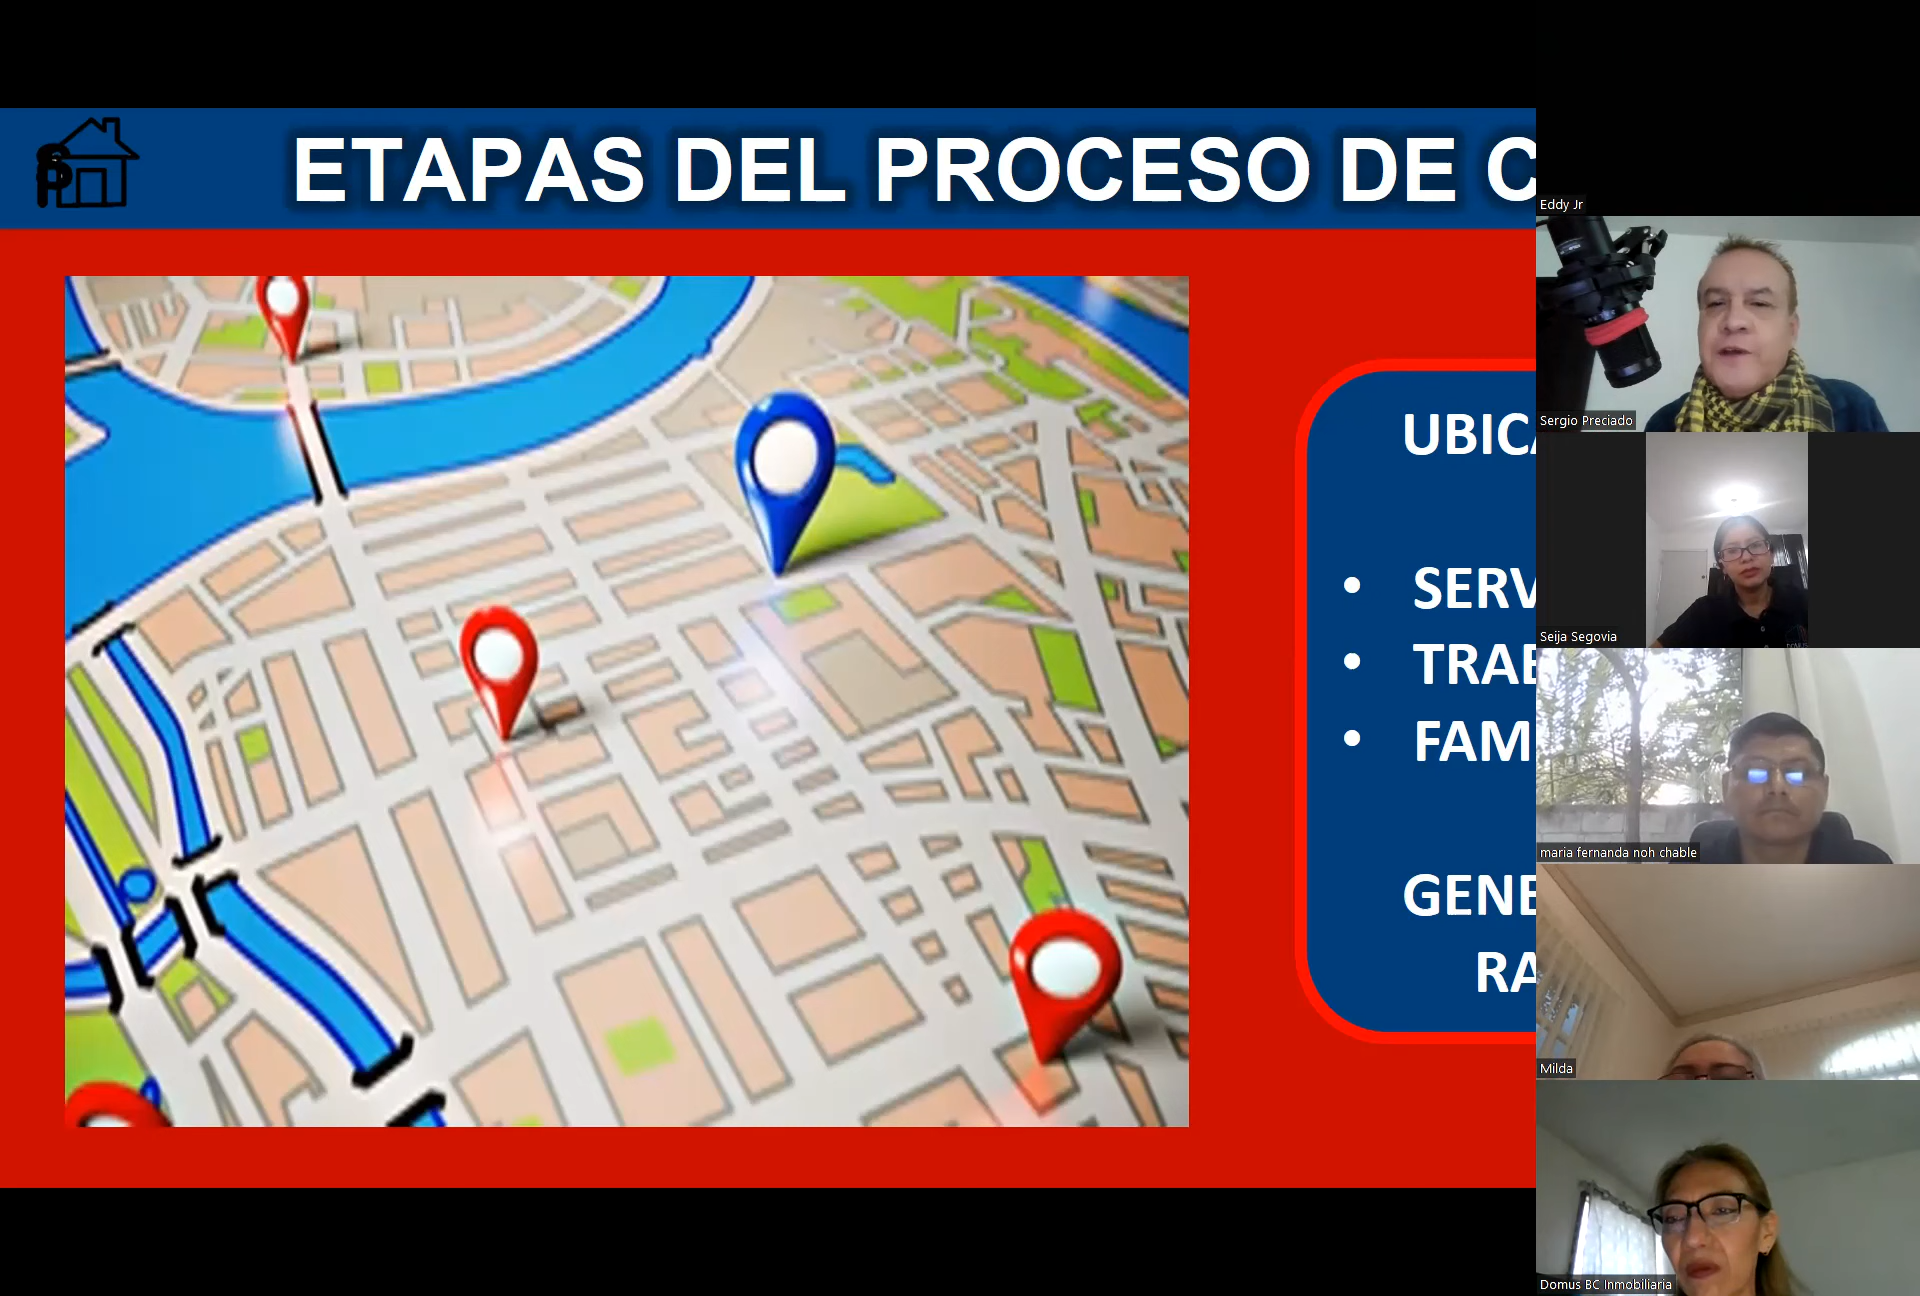 ETAPAS DEL PROCESO DE C
SP
UBICA
• SERV
• TRAB
• FAM
GENE
RA
Eddy Jr
Sergio Preciado
Seija Segovia
maria fernanda noh chable
Milda
Domus BC Inmobiliaria